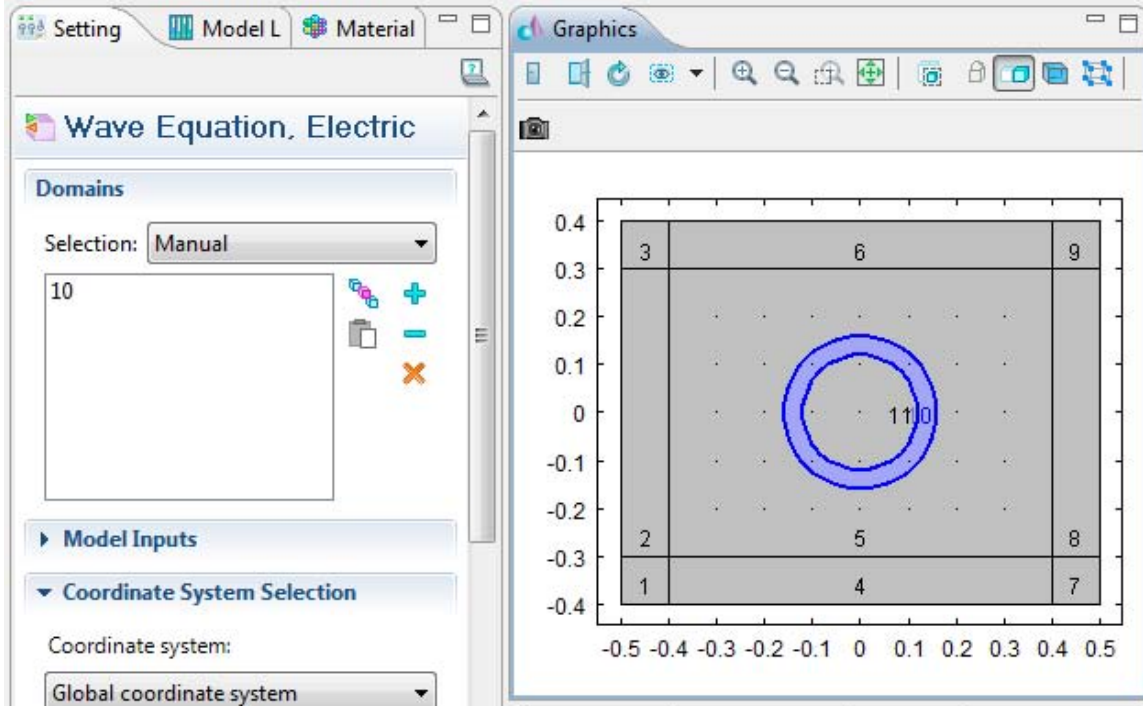 Setting Model L Material
Graphics
Wave Equation, Electric
Domains
Selection: Manual
10
Model Inputs
Coordinate System Selection
Coordinate system:
Global coordinate system
0.4
0.3
0.2
0.1
0
-0.1
-0.2
-0.3
-0.4
3 6 9
11 10
2 5 8
1 4 7
-0.5 -0.4 -0.3 -0.2 -0.1 0 0.1 0.2 0.3 0.4 0.5